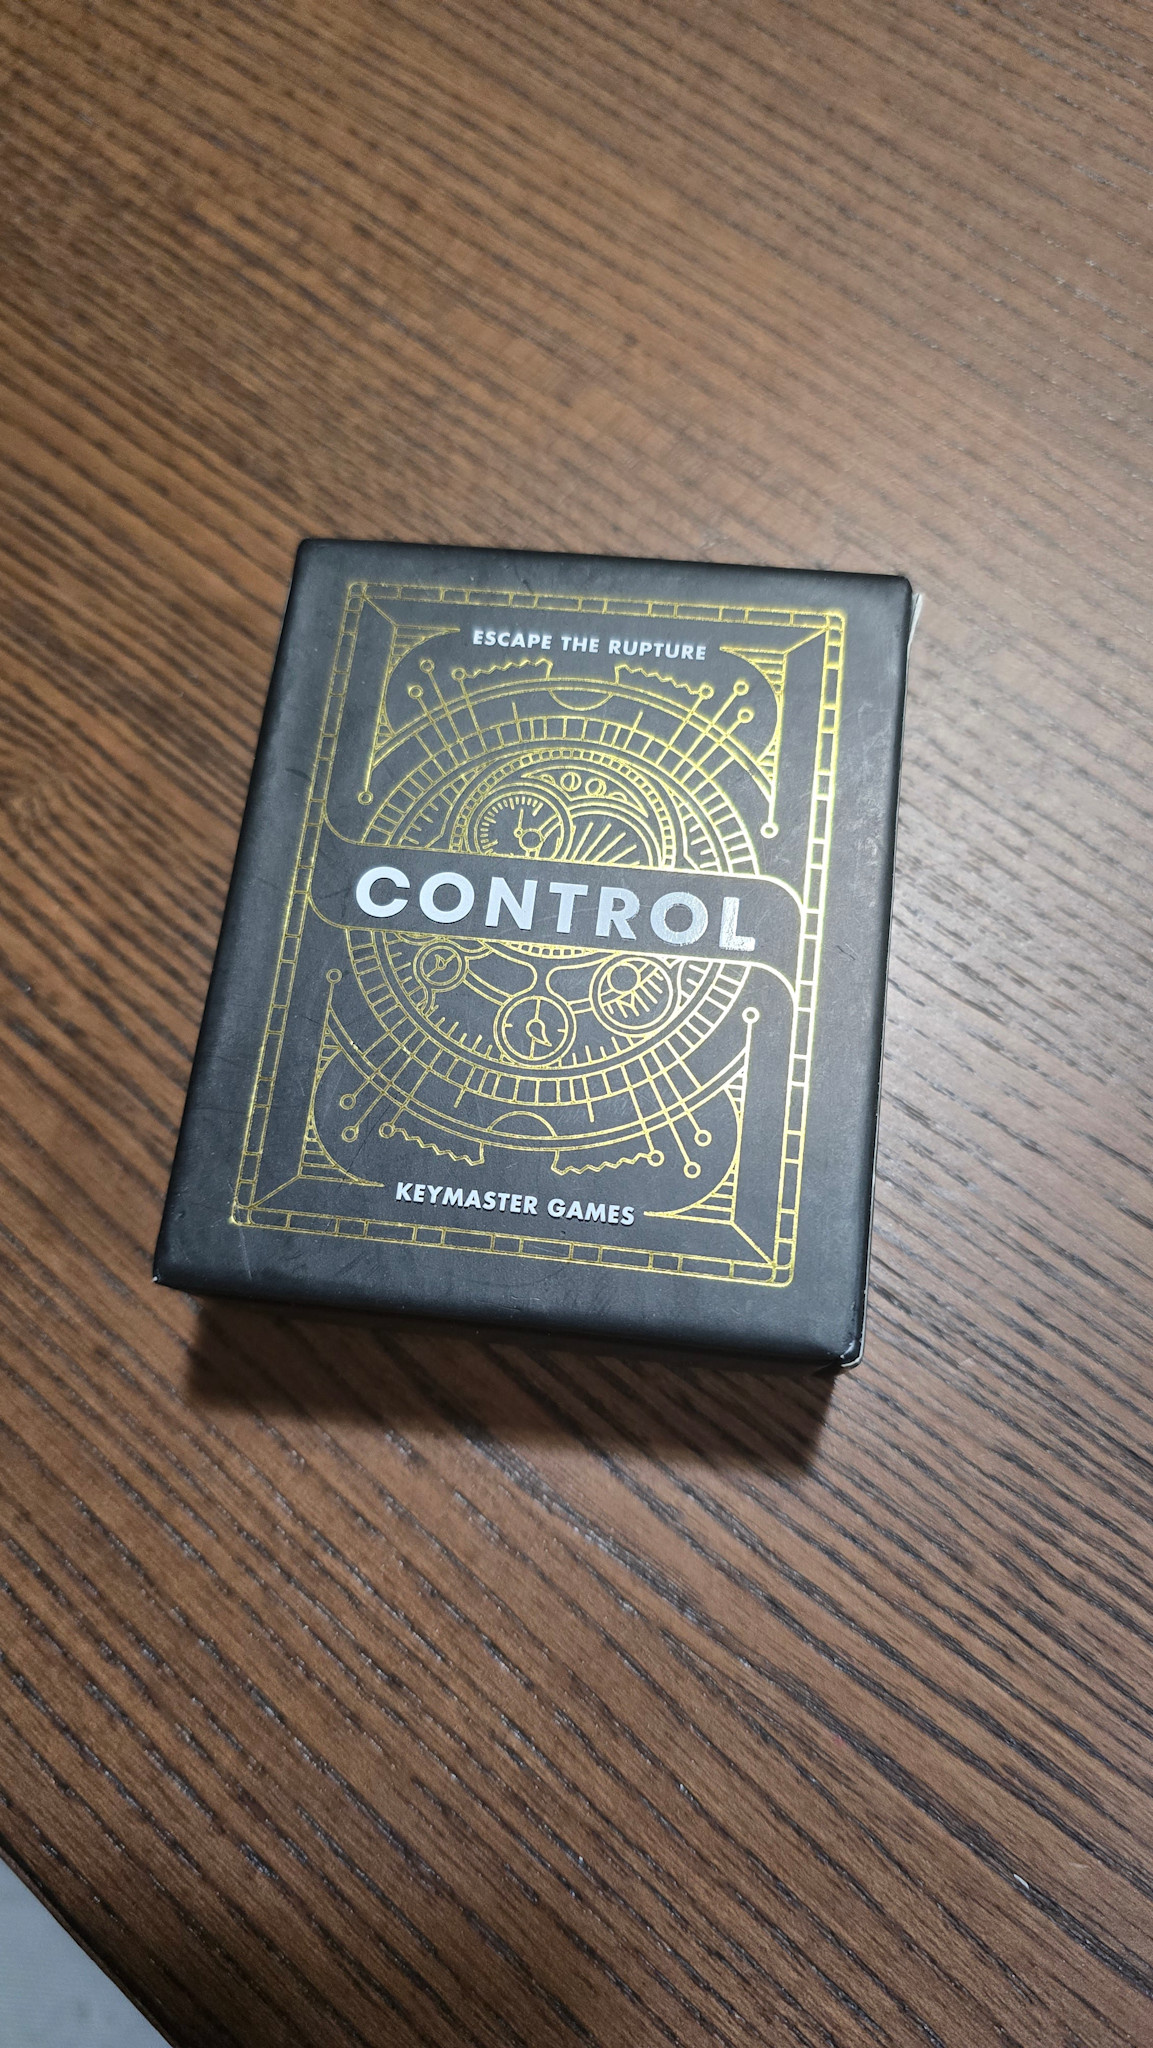 ESCAPE THE RUPTURE
CONTROL
KEYMASTER GAMES